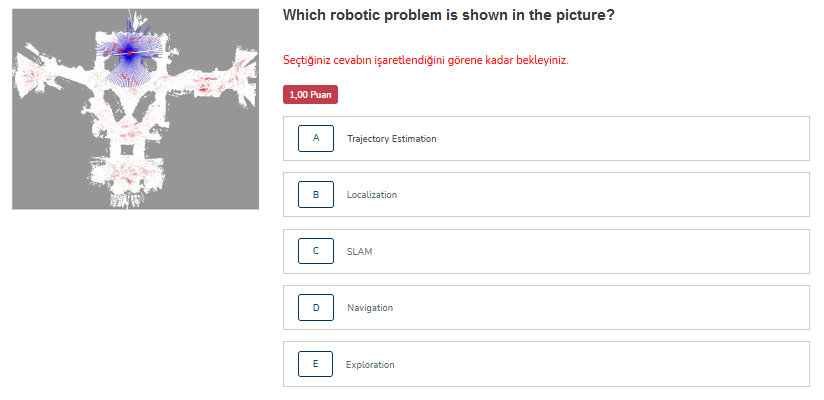 Which robotic problem is shown in the picture?
Seçtiğiniz cevabın işaretlendiğini görene kadar bekleyiniz.
1,00 Puan
A Trajectory Estimation
B Localization
C SLAM
D Navigation
E Exploration